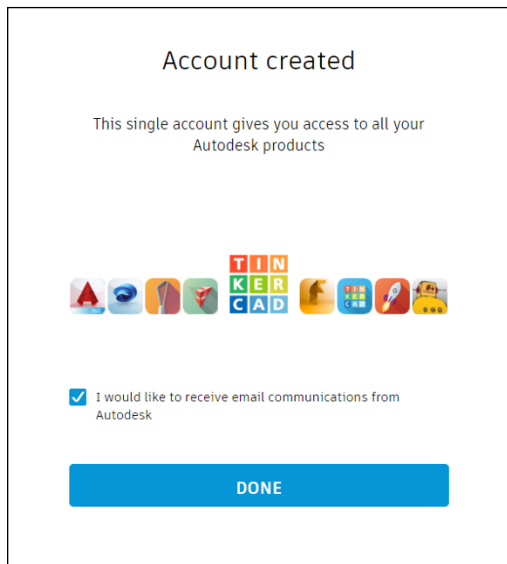 Account created
This single account gives you access to all your
Autodesk products
TIN
KER
CAD
I would like to receive email communications from
Autodesk
DONE